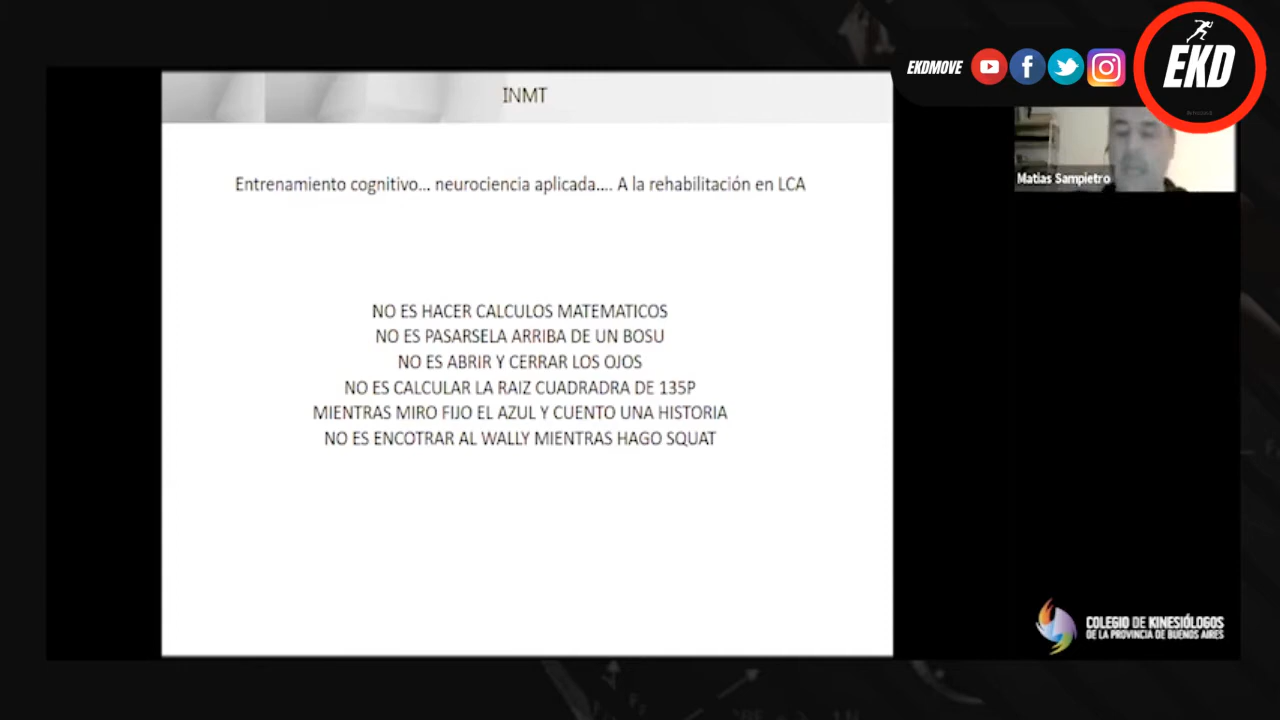 INMT
Entrenamiento cognitivo... neurociencia aplicada.... A la rehabilitación en LCA
NO ES HACER CALCULOS MATEMATICOS
NO ES PASARSELA ARRIBA DE UN BOSU
NO ES ABRIR Y CERRAR LOS OJOS
NO ES CALCULAR LA RAIZ CUADRADRA DE 135P
MIENTRAS MIRO FIJO EL AZUL Y CUENTO UNA HISTORIA
NO ES ENCOTRAR AL WALLY MIENTRAS HAGO SQUAT
EKDMOVE
EKD
Matias Sampietro
COLEGIO DE KINESIÓLOGOS
DE LA PROVINCIA DE BUENOS AIRES